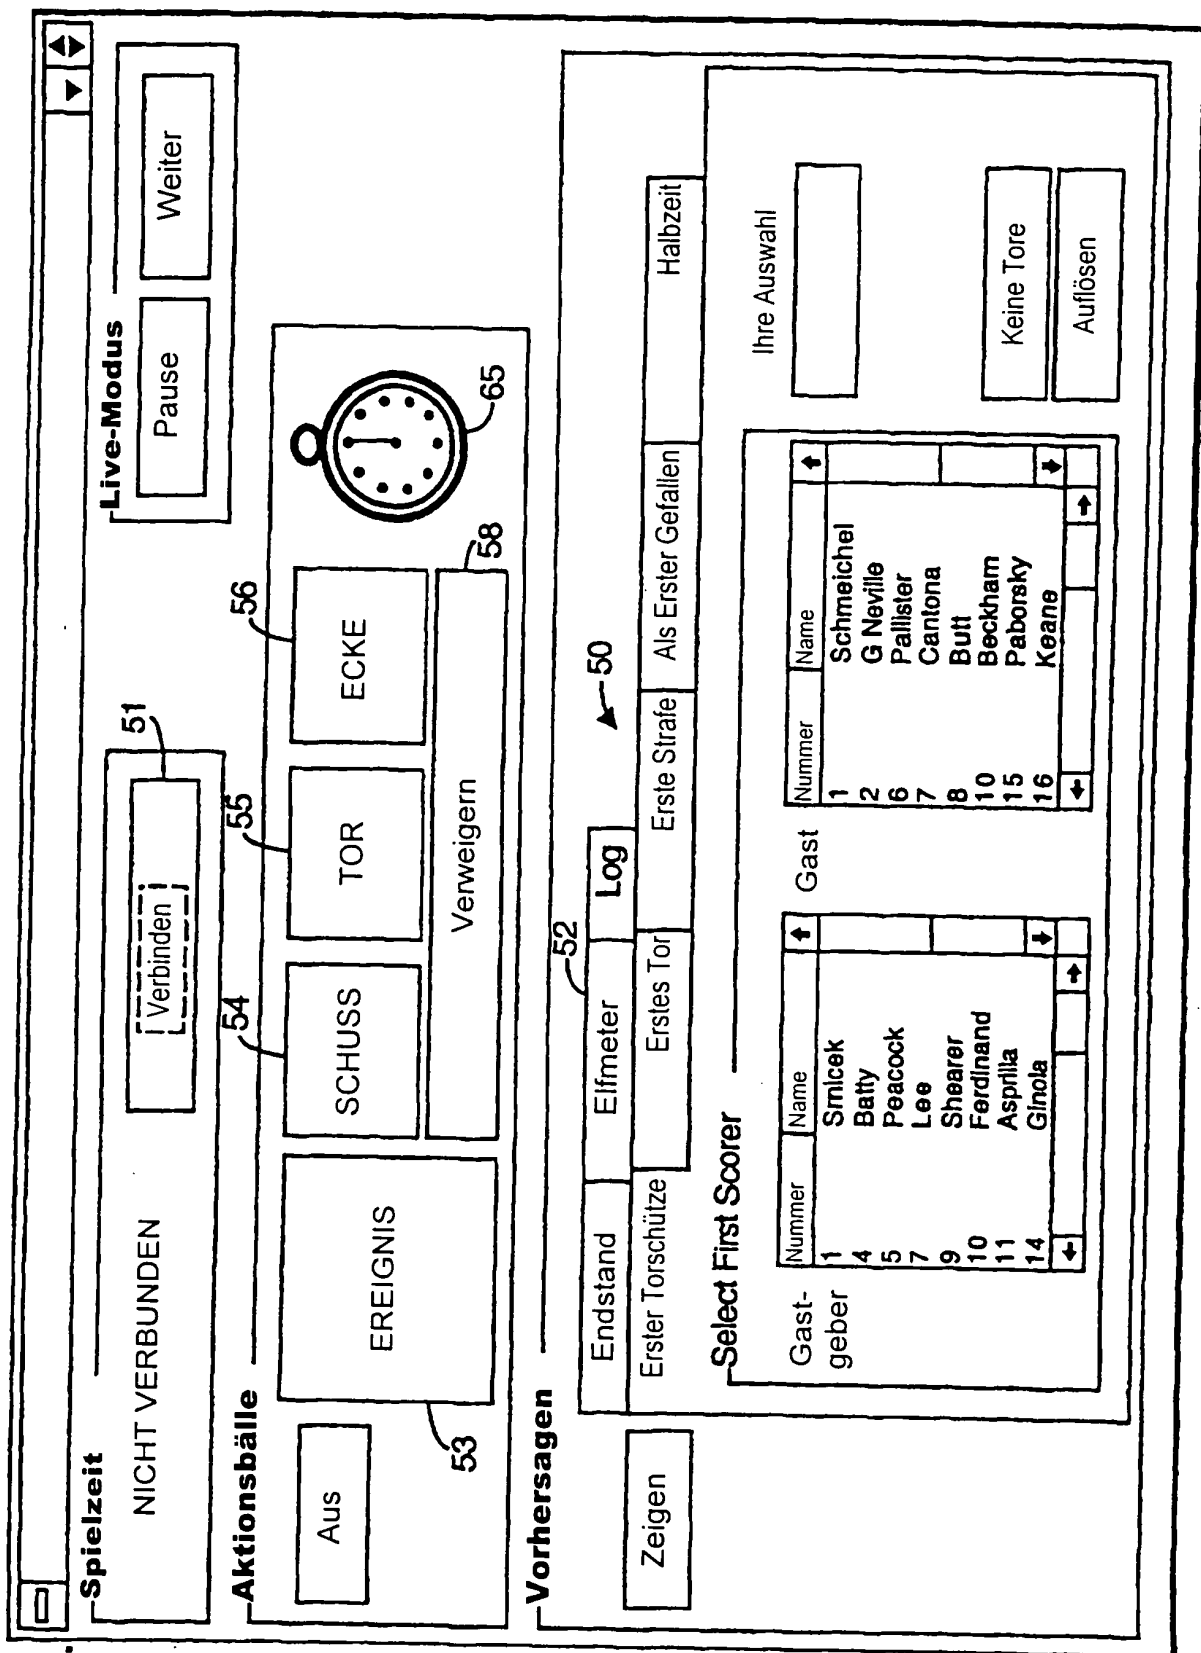 Spielzeit
NICHT VERBUNDEN
Verbinden
51
Live-Modus
Pause
Weiter
Aktionsbälle
Aus
EREIGNIS
53
SCHUSS
54
TOR
55
ECKE
56
Verweigern
58
65
Vorhersagen
50
Zeigen
Endstand
Elfmeter
52
Log
Erster Torschütze
Erstes Tor
Erste Strafe
Als Erster Gefallen
Halbzeit
Select First Scorer
Gast-
geber
Nummer Name
1 Srnicek
4 Batty
5 Peacock
7 Lee
9 Shearer
10 Ferdinand
11 Asprilla
14 Ginola
Gast
Nummer Name
1 Schmeichel
2 G Neville
6 Pallister
7 Cantona
8 Butt
10 Beckham
15 Paborsky
16 Keane
Ihre Auswahl
Keine Tore
Auflösen